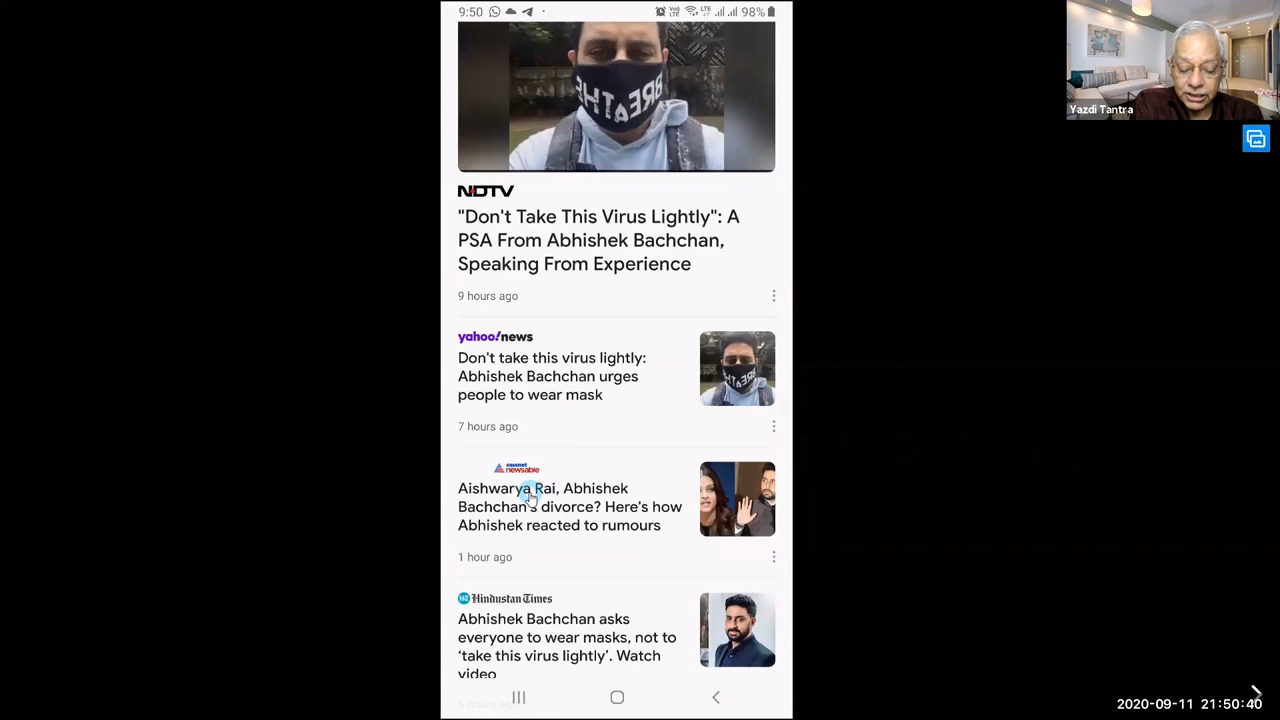 9:50
98%
Yazdi Tantra
BREATHE
NDTV
"Don't Take This Virus Lightly": A
PSA From Abhishek Bachchan,
Speaking From Experience
9 hours ago
yahoo!news
Don't take this virus lightly:
Abhishek Bachchan urges
people to wear mask
7 hours ago
newsable
Aishwarya Rai, Abhishek
Bachchan's divorce? Here's how
Abhishek reacted to rumours
1 hour ago
HT Hindustan Times
Abhishek Bachchan asks
everyone to wear masks, not to
‘take this virus lightly’. Watch
video
2020-09-11 21:50:40